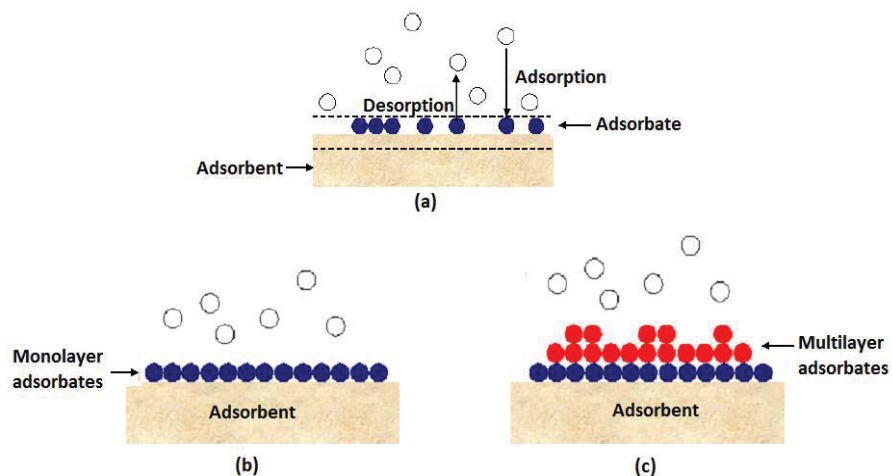 Adsorption
Desorption
Adsorbate
Adsorbent
(a)
Monolayer
adsorbates
Adsorbent
(b)
Multilayer
adsorbates
Adsorbent
(c)